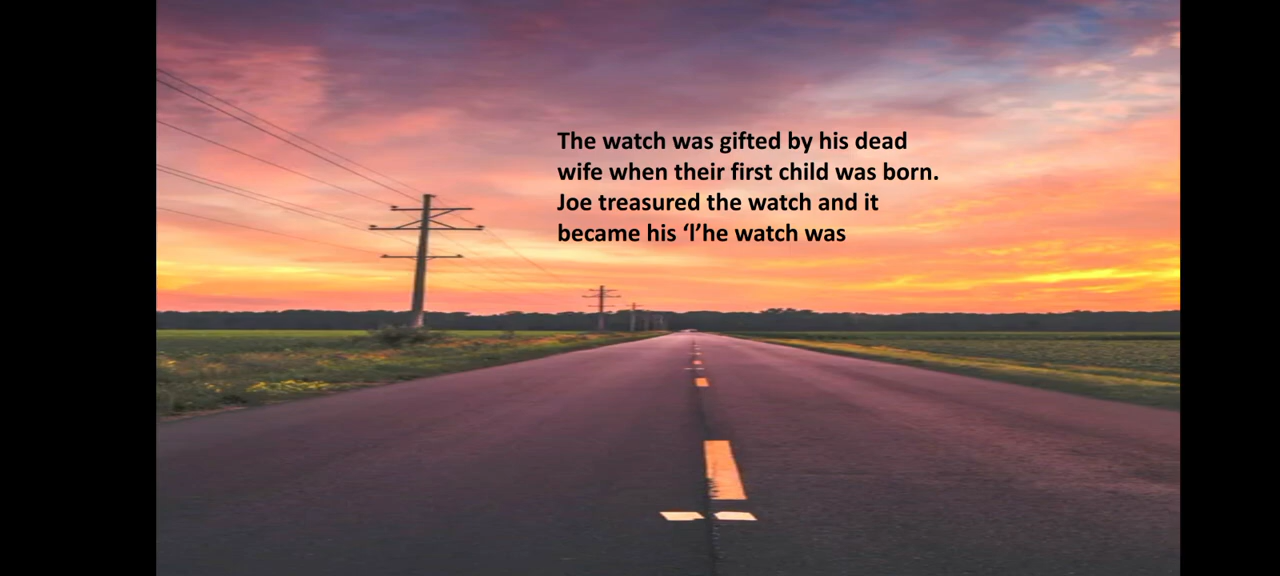 The watch was gifted by his dead
wife when their first child was born.
Joe treasured the watch and it
became his ‘l’he watch was